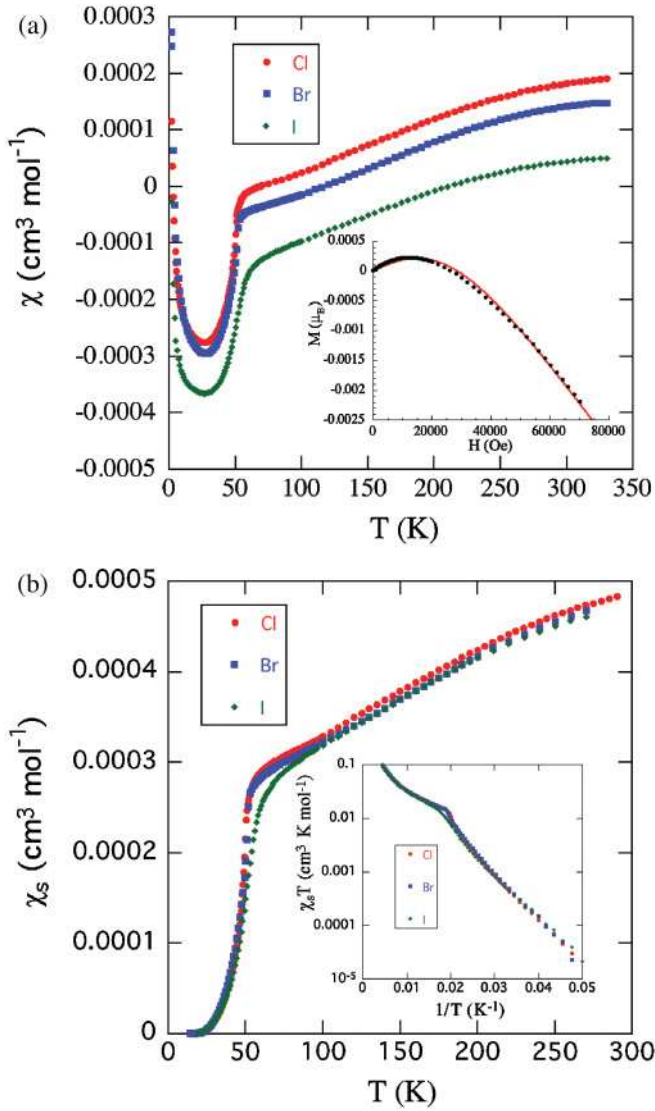 (a)
0.0003
0.0002
0.0001
0
-0.0001
-0.0002
-0.0003
-0.0004
-0.0005
χ (cm³ mol⁻¹)
Cl
Br
I
0.0005
0
-0.0005
-0.001
-0.0015
-0.002
-0.0025
M (μ_B)
0 20000 40000 60000 80000
H (Oe)
0 50 100 150 200 250 300 350
T (K)
(b)
0.0005
0.0004
0.0003
0.0002
0.0001
0
χ_s (cm³ mol⁻¹)
Cl
Br
I
0.1
0.01
0.001
0.0001
10⁻⁵
χ_sT (cm³ K mol⁻¹)
Cl
Br
I
0 0.01 0.02 0.03 0.04 0.05
1/T (K⁻¹)
0 50 100 150 200 250 300
T (K)